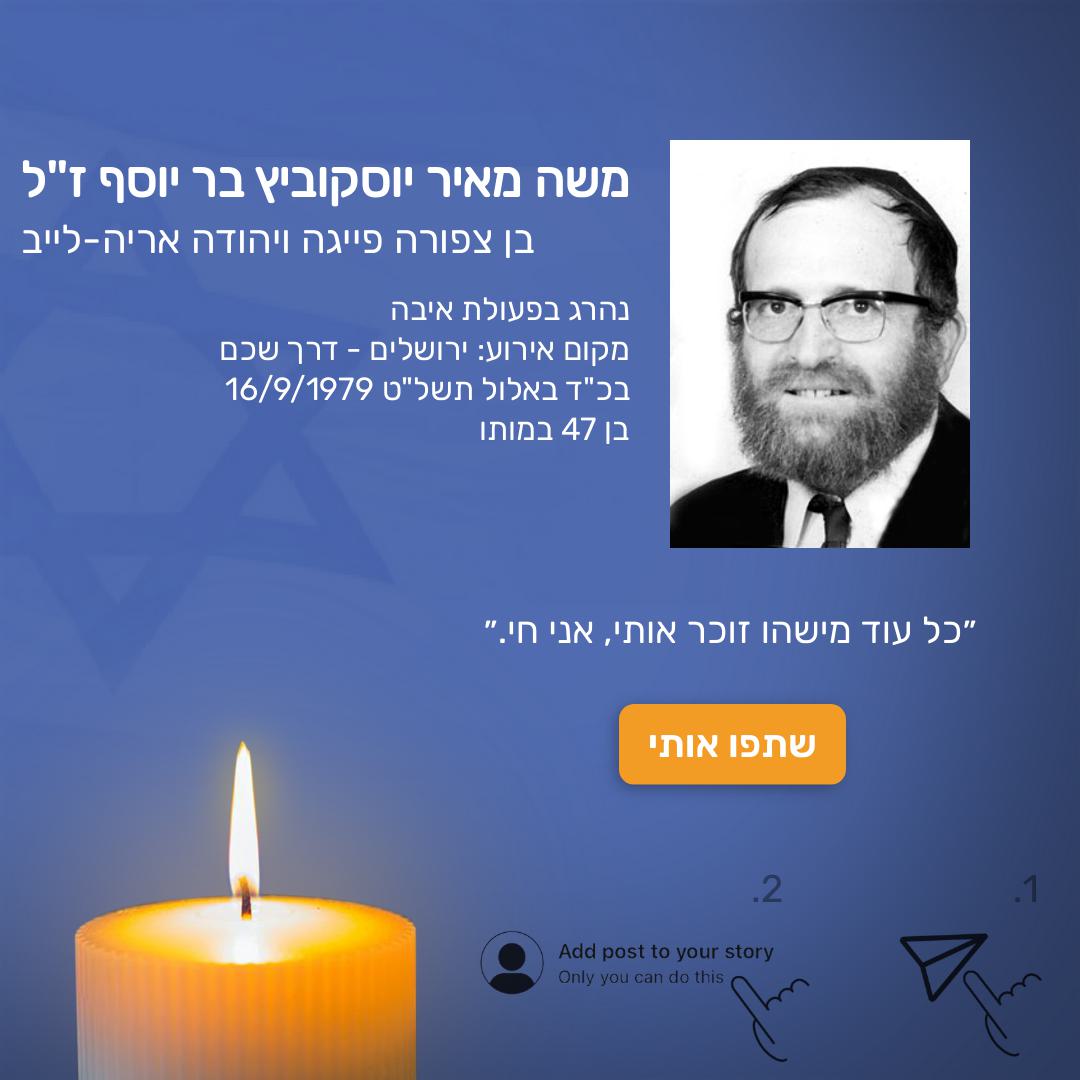 משה מאיר יוסקוביץ בר יוסף ז"ל
בן צפורה פייגה ויהודה אריה-לייב
נהרג בפעולת איבה
מקום אירוע: ירושלים - דרך שכם
בכ"ד באלול תשל"ט 16/9/1979
בן 47 במותו
״כל עוד מישהו זוכר אותי, אני חי.״
שתפו אותי
1.
2.
Add post to your story
Only you can do this